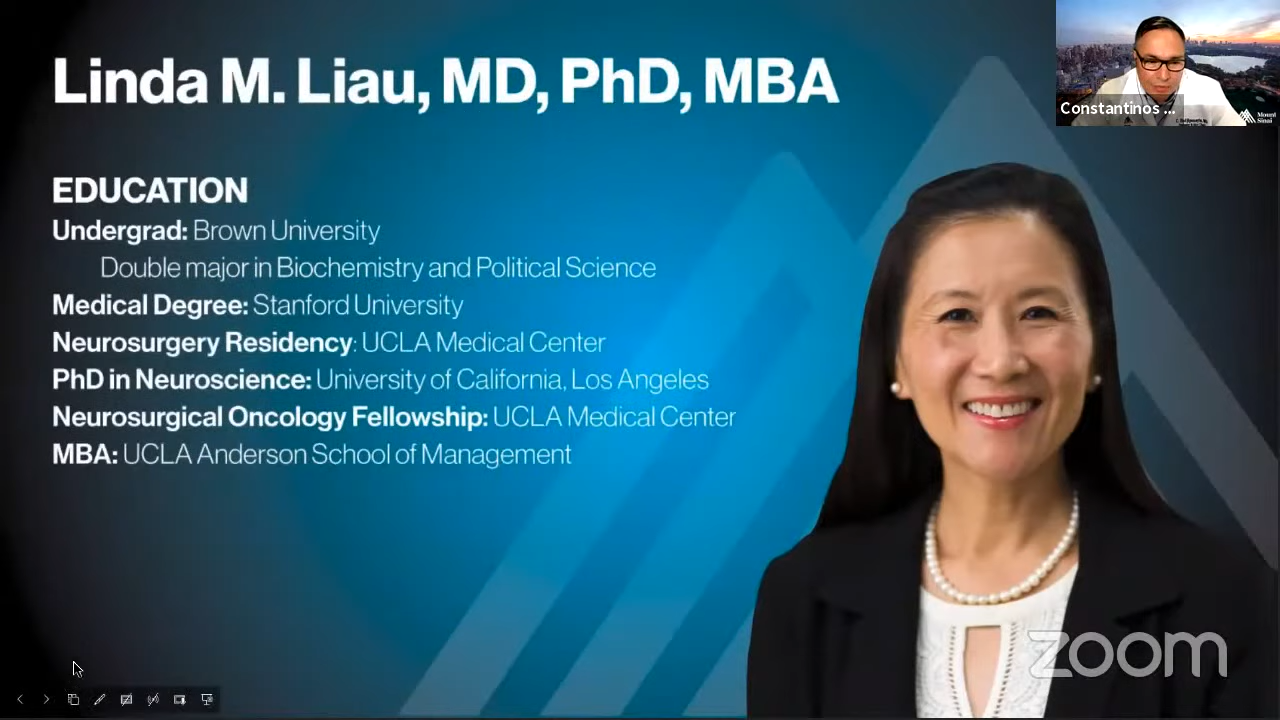 Linda M. Liau, MD, PhD, MBA
Constantinos ...
Mount
Sinai
EDUCATION
Undergrad: Brown University
Double major in Biochemistry and Political Science
Medical Degree: Stanford University
Neurosurgery Residency: UCLA Medical Center
PhD in Neuroscience: University of California, Los Angeles
Neurosurgical Oncology Fellowship: UCLA Medical Center
MBA: UCLA Anderson School of Management
zoom